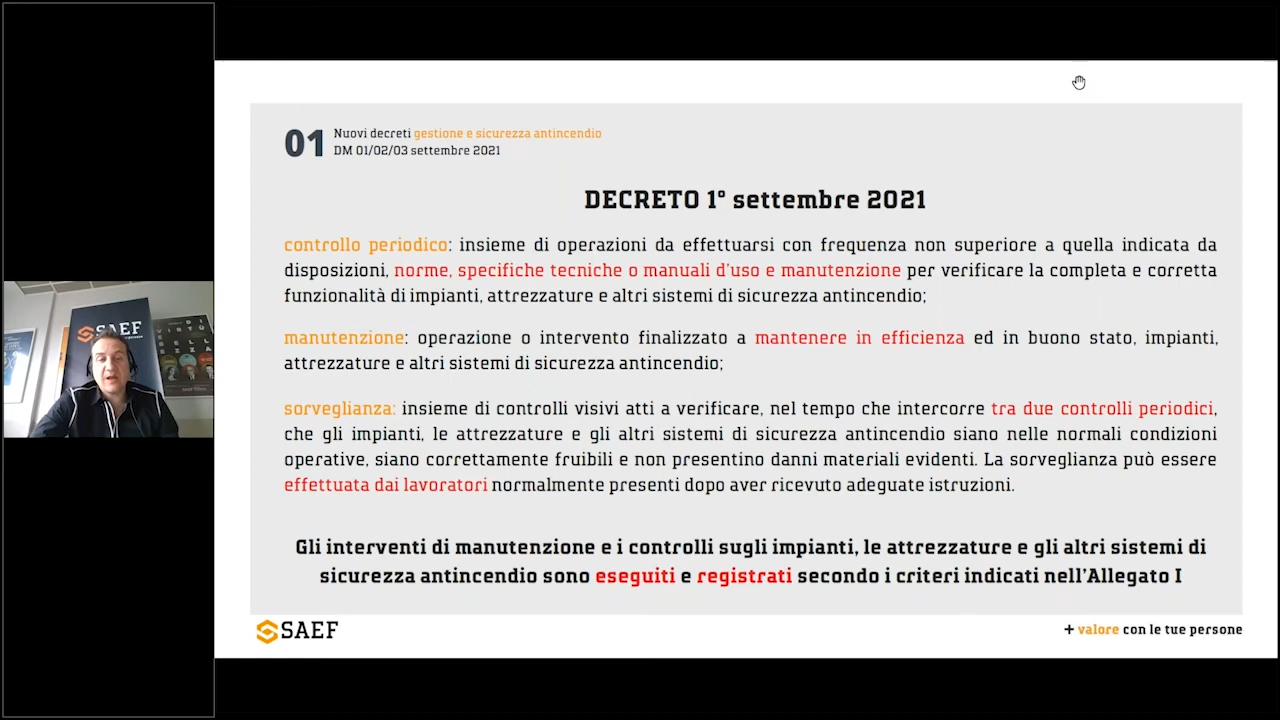 01
Nuovi decreti gestione e sicurezza antincendio
DM 01/02/03 settembre 2021
DECRETO 1° settembre 2021
controllo periodico: insieme di operazioni da effettuarsi con frequenza non superiore a quella indicata da
disposizioni, norme, specifiche tecniche o manuali d'uso e manutenzione per verificare la completa e corretta
funzionalità di impianti, attrezzature e altri sistemi di sicurezza antincendio;
manutenzione: operazione o intervento finalizzato a mantenere in efficienza ed in buono stato, impianti,
attrezzature e altri sistemi di sicurezza antincendio;
sorveglianza: insieme di controlli visivi atti a verificare, nel tempo che intercorre tra due controlli periodici,
che gli impianti, le attrezzature e gli altri sistemi di sicurezza antincendio siano nelle normali condizioni
operative, siano correttamente fruibili e non presentino danni materiali evidenti. La sorveglianza può essere
effettuata dai lavoratori normalmente presenti dopo aver ricevuto adeguate istruzioni.
Gli interventi di manutenzione e i controlli sugli impianti, le attrezzature e gli altri sistemi di
sicurezza antincendio sono eseguiti e registrati secondo i criteri indicati nell'Allegato I
SAEF
+ valore con le tue persone
SAEF